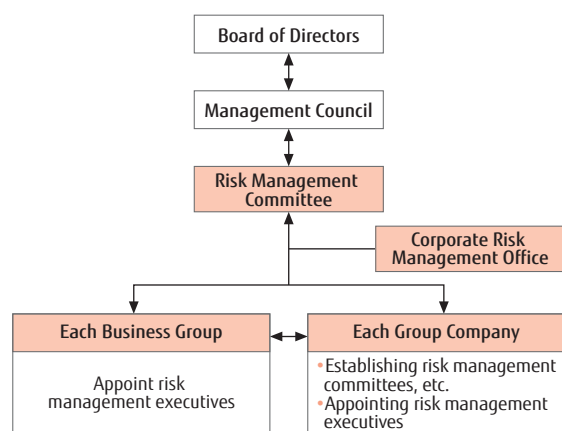 Board of Directors
Management Council
Risk Management
Committee
Corporate Risk
Management Office
Each Business Group
Appoint risk
management executives
Each Group Company
•Establishing risk management
committees, etc.
•Appointing risk management
executives